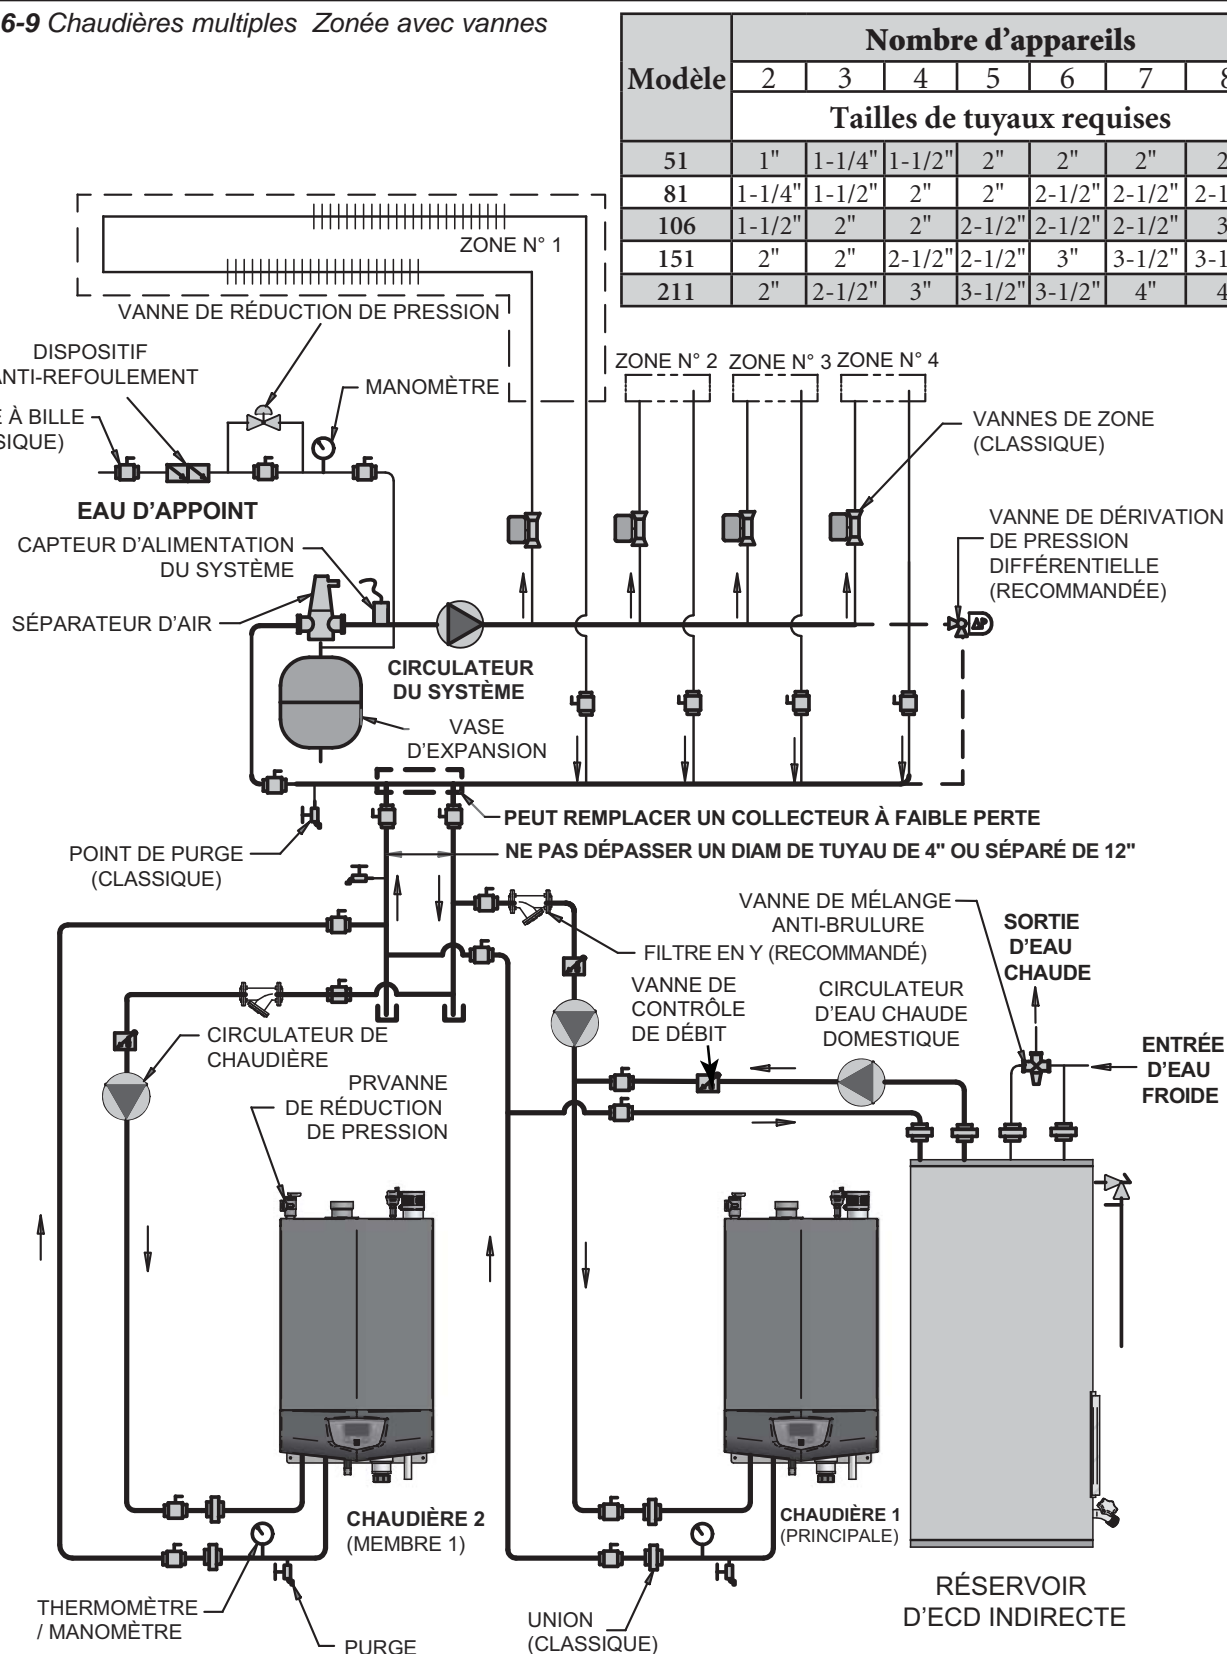 6-9 Chaudières multiples Zonée avec vannes
Nombre d'appareils
Modèle 2 3 4 5 6 7
Tailles de tuyaux requises
51 1" 1-1/4" 1-1/2" 2" 2" 2"
81 1-1/4" 1-1/2" 2" 2" 2-1/2" 2-1/2"
106 1-1/2" 2" 2" 2-1/2" 2-1/2" 2-1/2"
151 2" 2" 2-1/2" 2-1/2" 3" 3-1/2"
211 2" 2-1/2" 3" 3-1/2" 3-1/2" 4"
ZONE N° 1
VANNE DE RÉDUCTION DE PRESSION
DISPOSITIF
ANTI-REFOULEMENT
MANOMÈTRE
À BILLE
ZONE N° 2 ZONE N° 3 ZONE N° 4
VANNES DE ZONE
(CLASSIQUE)
EAU D'APPOINT
CAPTEUR D'ALIMENTATION
DU SYSTÈME
VANNE DE DÉRIVATION
DE PRESSION
DIFFÉRENTIELLE
(RECOMMANDÉE)
SÉPARATEUR D'AIR
ΔP
CIRCULATEUR
DU SYSTÈME
VASE
D'EXPANSION
PEUT REMPLACER UN COLLECTEUR À FAIBLE PERTE
NE PAS DÉPASSER UN DIAM DE TUYAU DE 4" OU SÉPARÉ DE 12"
POINT DE PURGE
(CLASSIQUE)
VANNE DE MÉLANGE
ANTI-BRULURE
SORTIE
D'EAU
CHAUDE
FILTRE EN Y (RECOMMANDÉ)
VANNE DE
CONTRÔLE
DE DÉBIT
CIRCULATEUR
D'EAU CHAUDE
DOMESTIQUE
CIRCULATEUR DE
CHAUDIÈRE
ENTRÉE
D'EAU
FROIDE
PRVANNE
DE RÉDUCTION
DE PRESSION
CHAUDIÈRE 2
(MEMBRE 1)
CHAUDIÈRE 1
(PRINCIPALE)
RÉSERVOIR
D'ECD INDIRECTE
THERMOMÈTRE
/ MANOMÈTRE
PURGE
UNION
(CLASSIQUE)